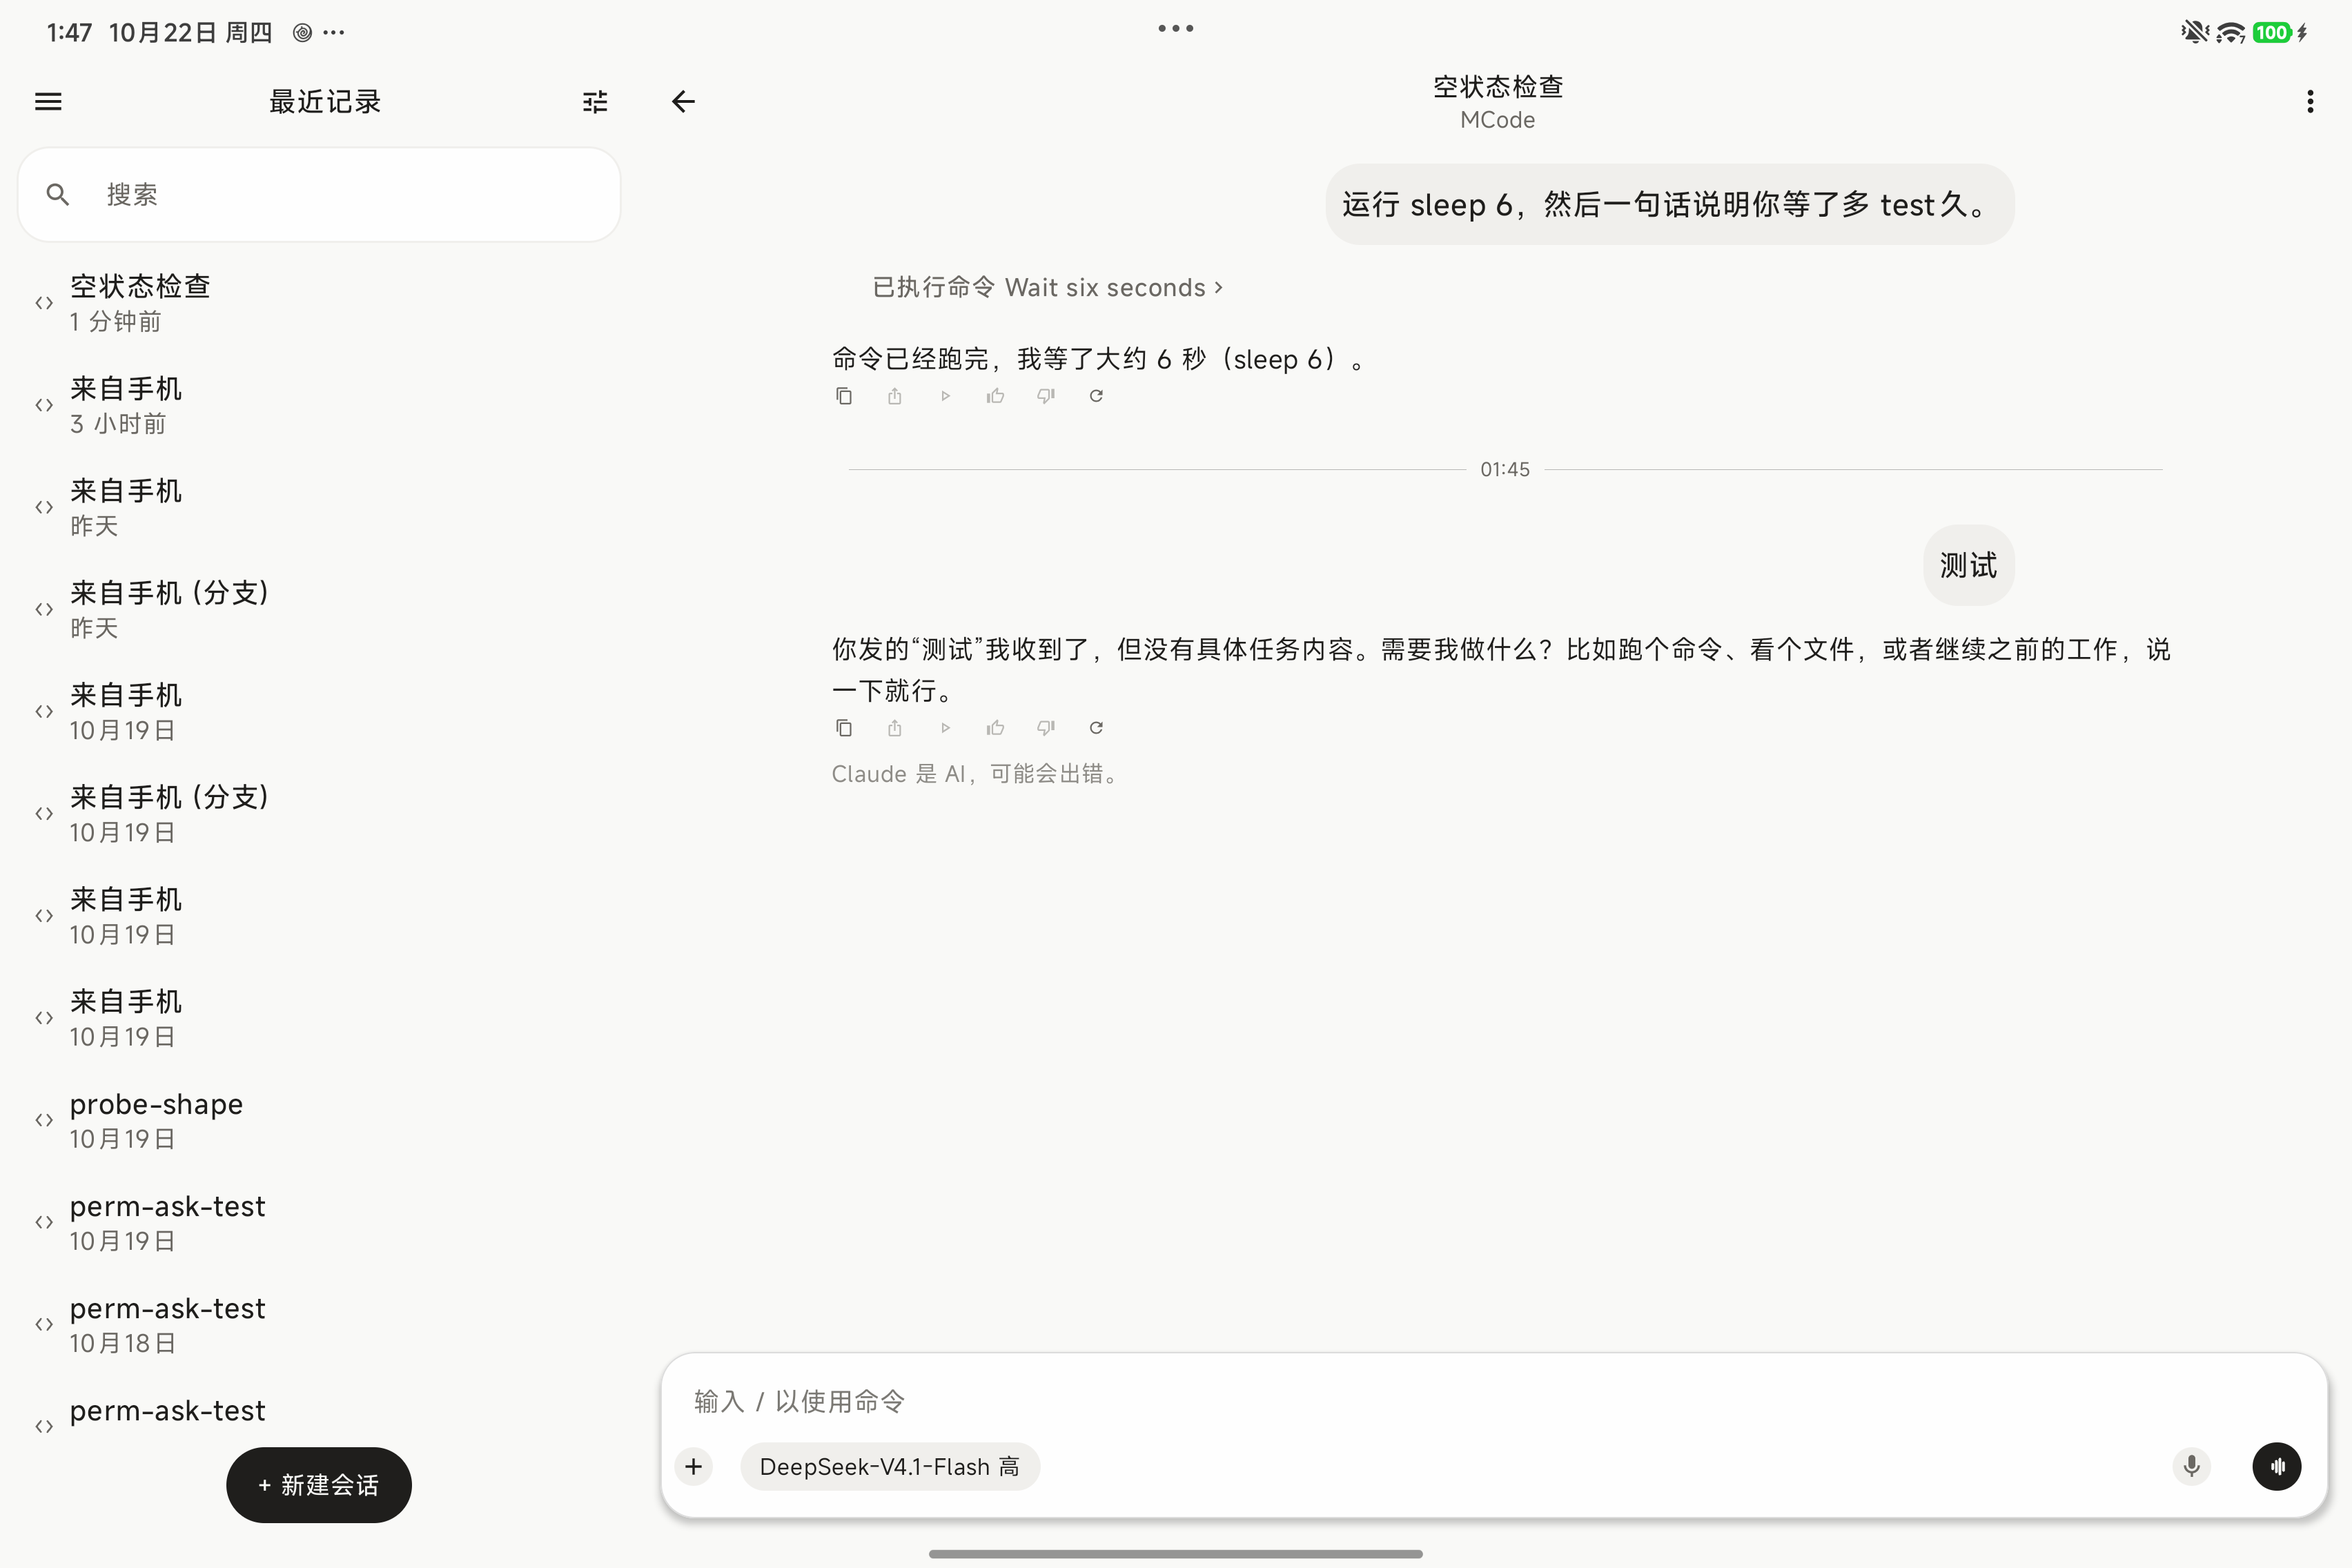 1:47 10月22日 周四
100
最近记录
搜索
空状态检查
1 分钟前
来自手机
3 小时前
来自手机
昨天
来自手机 (分支)
昨天
来自手机
10月19日
来自手机 (分支)
10月19日
来自手机
10月19日
来自手机
10月19日
probe-shape
10月19日
perm-ask-test
10月19日
perm-ask-test
10月18日
perm-ask-test
+ 新建会话
空状态检查
MCode
运行 sleep 6，然后一句话说明你等了多 test久。
已执行命令 Wait six seconds ›
命令已经跑完，我等了大约 6 秒（sleep 6）。
01:45
测试
你发的“测试”我收到了，但没有具体任务内容。需要我做什么？比如跑个命令、看个文件，或者继续之前的工作，说
一下就行。
Claude 是 AI，可能会出错。
输入 / 以使用命令
DeepSeek-V4.1-Flash 高